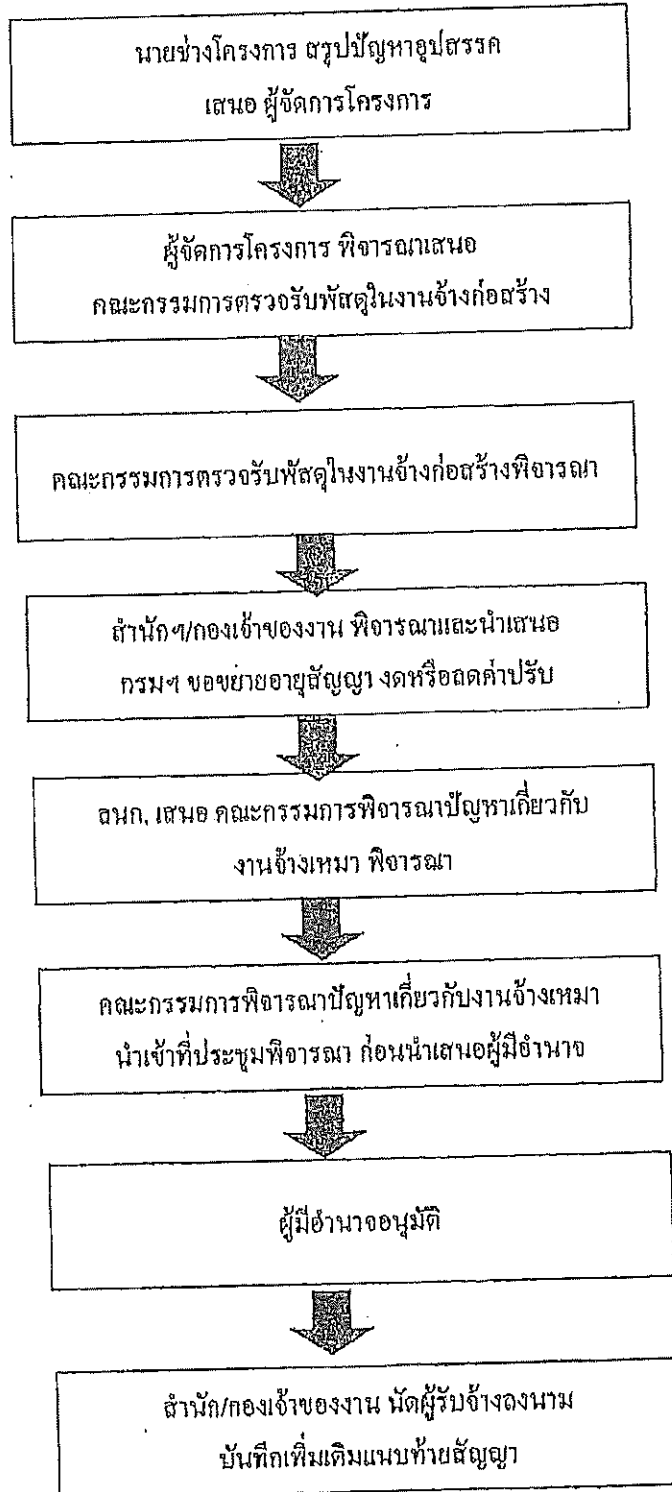 นายช่างโครงการ สรุปปัญหาอุปสรรค
เสนอ ผู้จัดการโครงการ
ผู้จัดการโครงการ พิจารณาเสนอ
คณะกรรมการตรวจรับพัสดุในงานจ้างก่อสร้าง
คณะกรรมการตรวจรับพัสดุในงานจ้างก่อสร้างพิจารณา
สำนักฯ/กองเจ้าของงาน พิจารณาและนำเสนอ
กรมฯ ขอขยายอายุสัญญา งดหรือลดค่าปรับ
ลนก. เสนอ คณะกรรมการพิจารณาปัญหาเกี่ยวกับ
งานจ้างเหมา พิจารณา
คณะกรรมการพิจารณาปัญหาเกี่ยวกับงานจ้างเหมา
นำเข้าที่ประชุมพิจารณา ก่อนนำเสนอผู้มีอำนาจ
ผู้มีอำนาจอนุมัติ
สำนัก/กองเจ้าของงาน นัดผู้รับจ้างลงนาม
บันทึกเพิ่มเติมแนบท้ายสัญญา